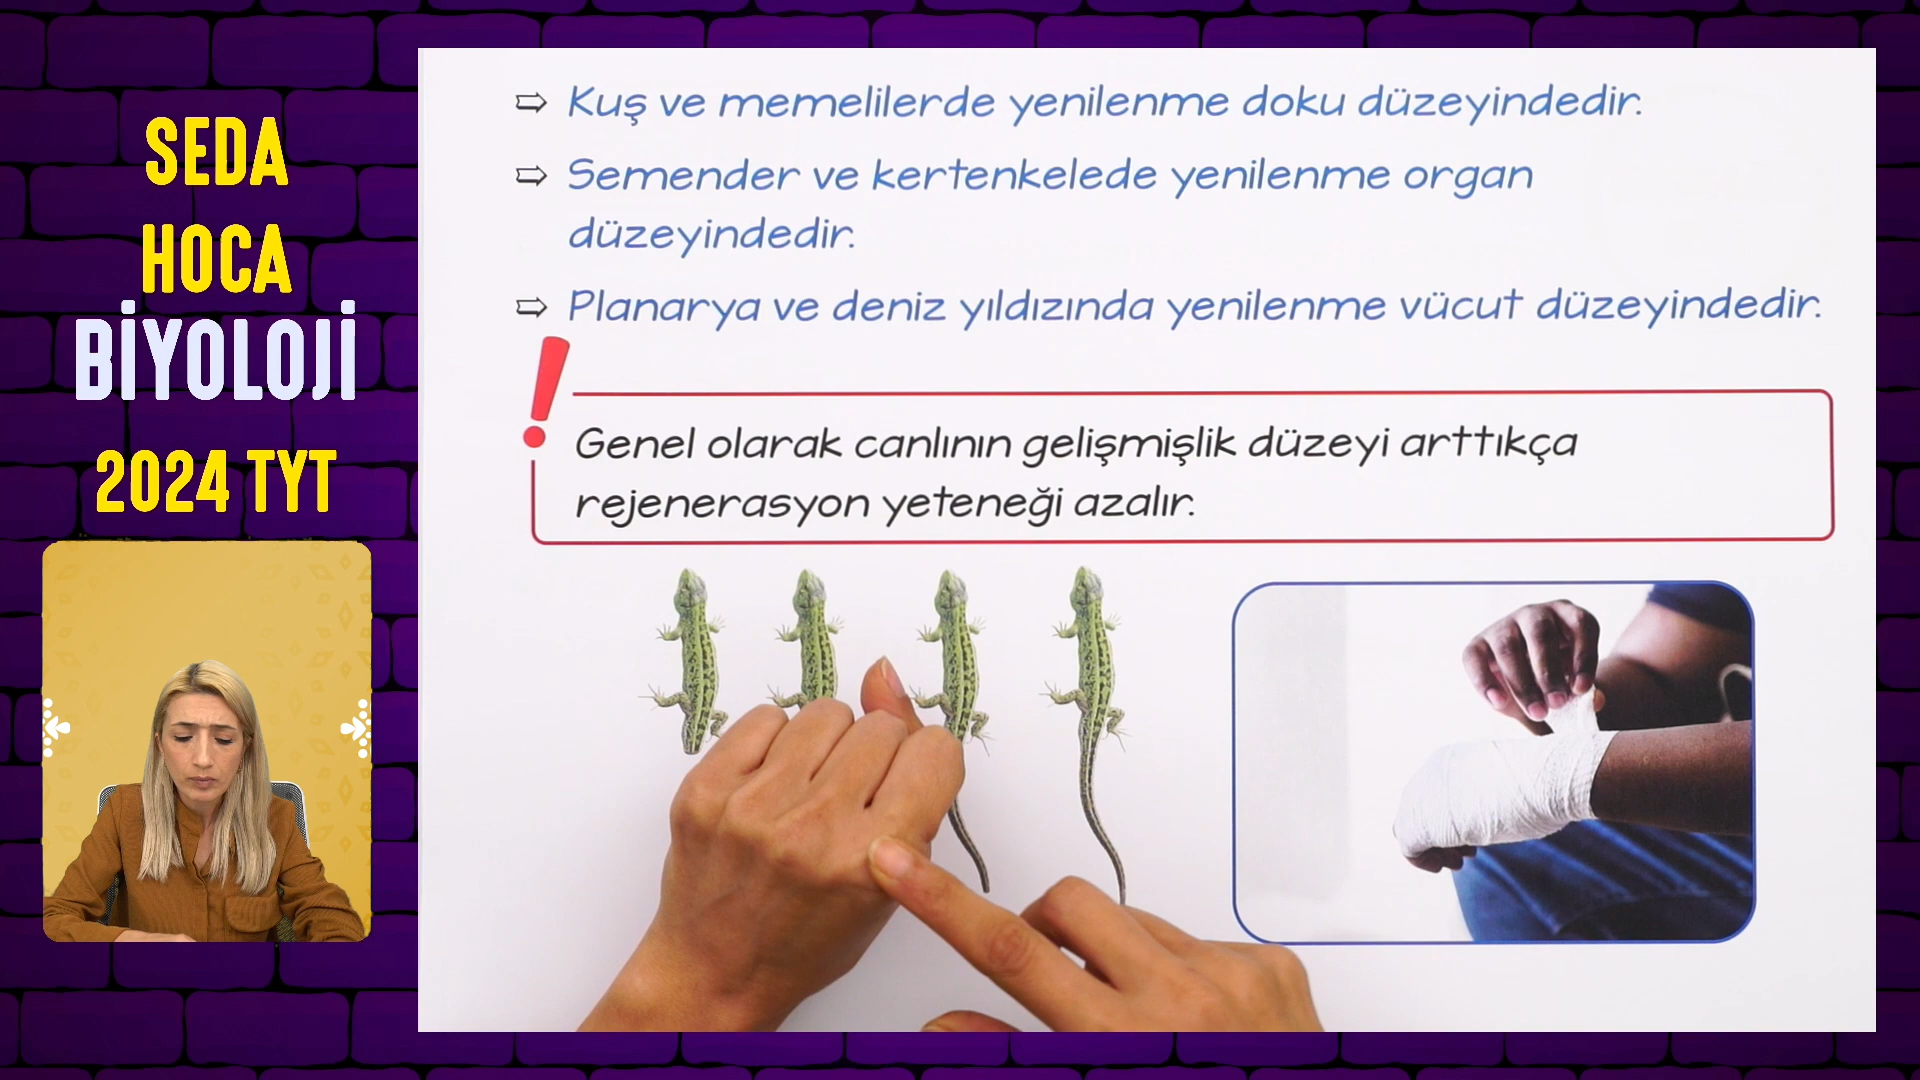 SEDA
HOCA
BİYOLOJİ
2024 TYT
⇨ Kuş ve memelilerde yenilenme doku düzeyindedir.
⇨ Semender ve kertenkelede yenilenme organ
düzeyindedir.
⇨ Planarya ve deniz yıldızında yenilenme vücut düzeyindedir.
Genel olarak canlının gelişmişlik düzeyi arttıkça
rejenerasyon yeteneği azalır.